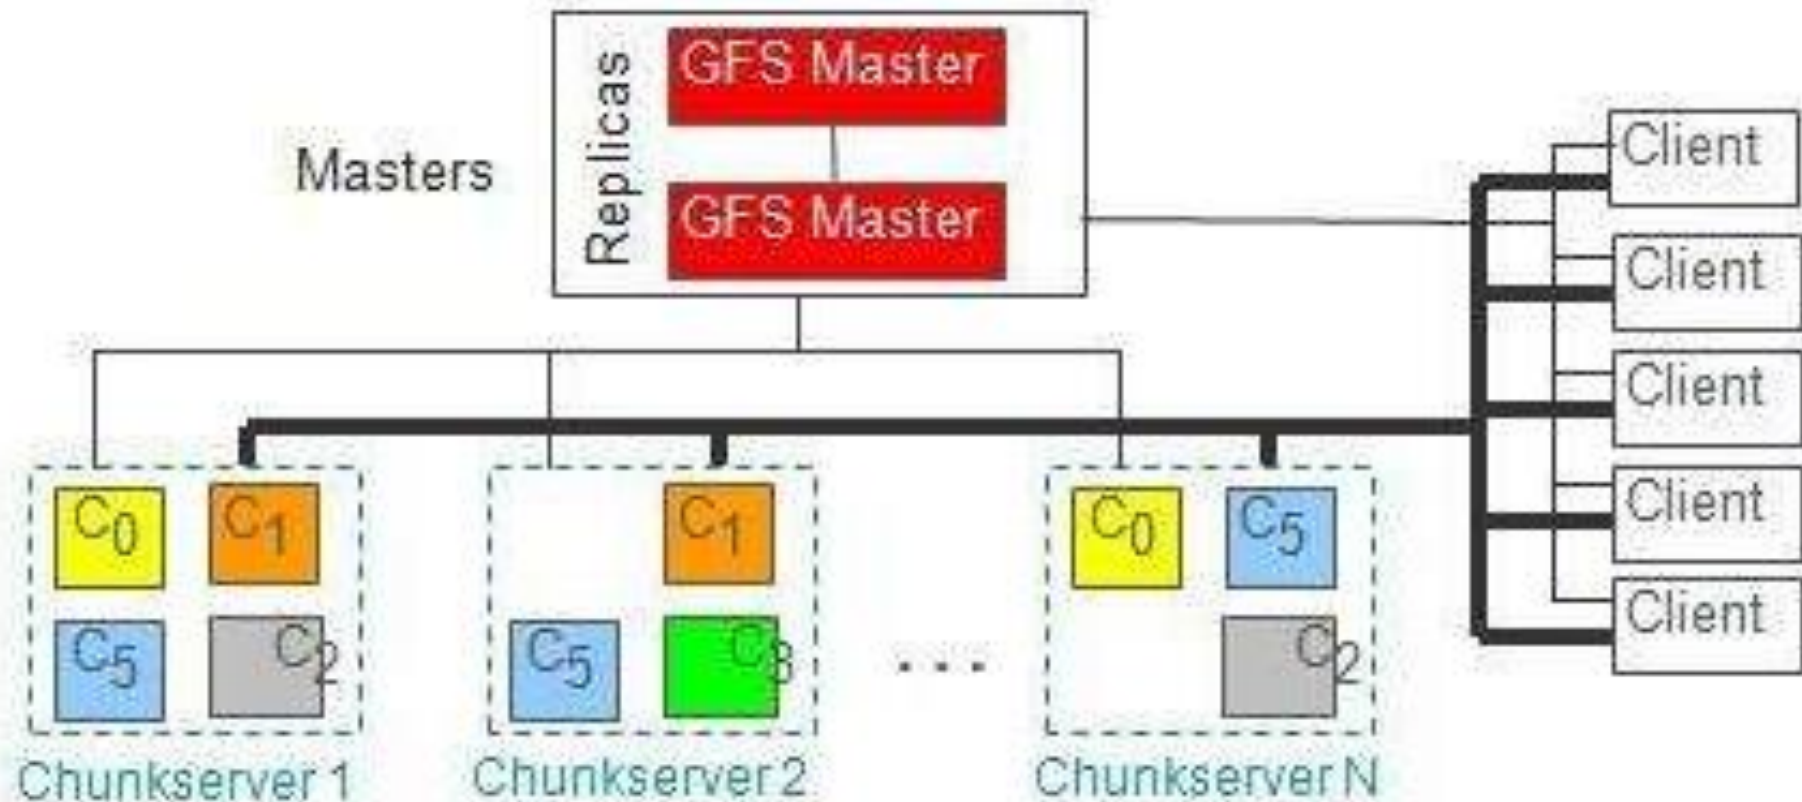 Masters
Replicas
GFS Master
GFS Master
Client
Client
Client
Client
Client
C0
C1
C5
C2
Chunkserver 1
C1
C5
C3
Chunkserver 2
...
C0
C5
C2
Chunkserver N